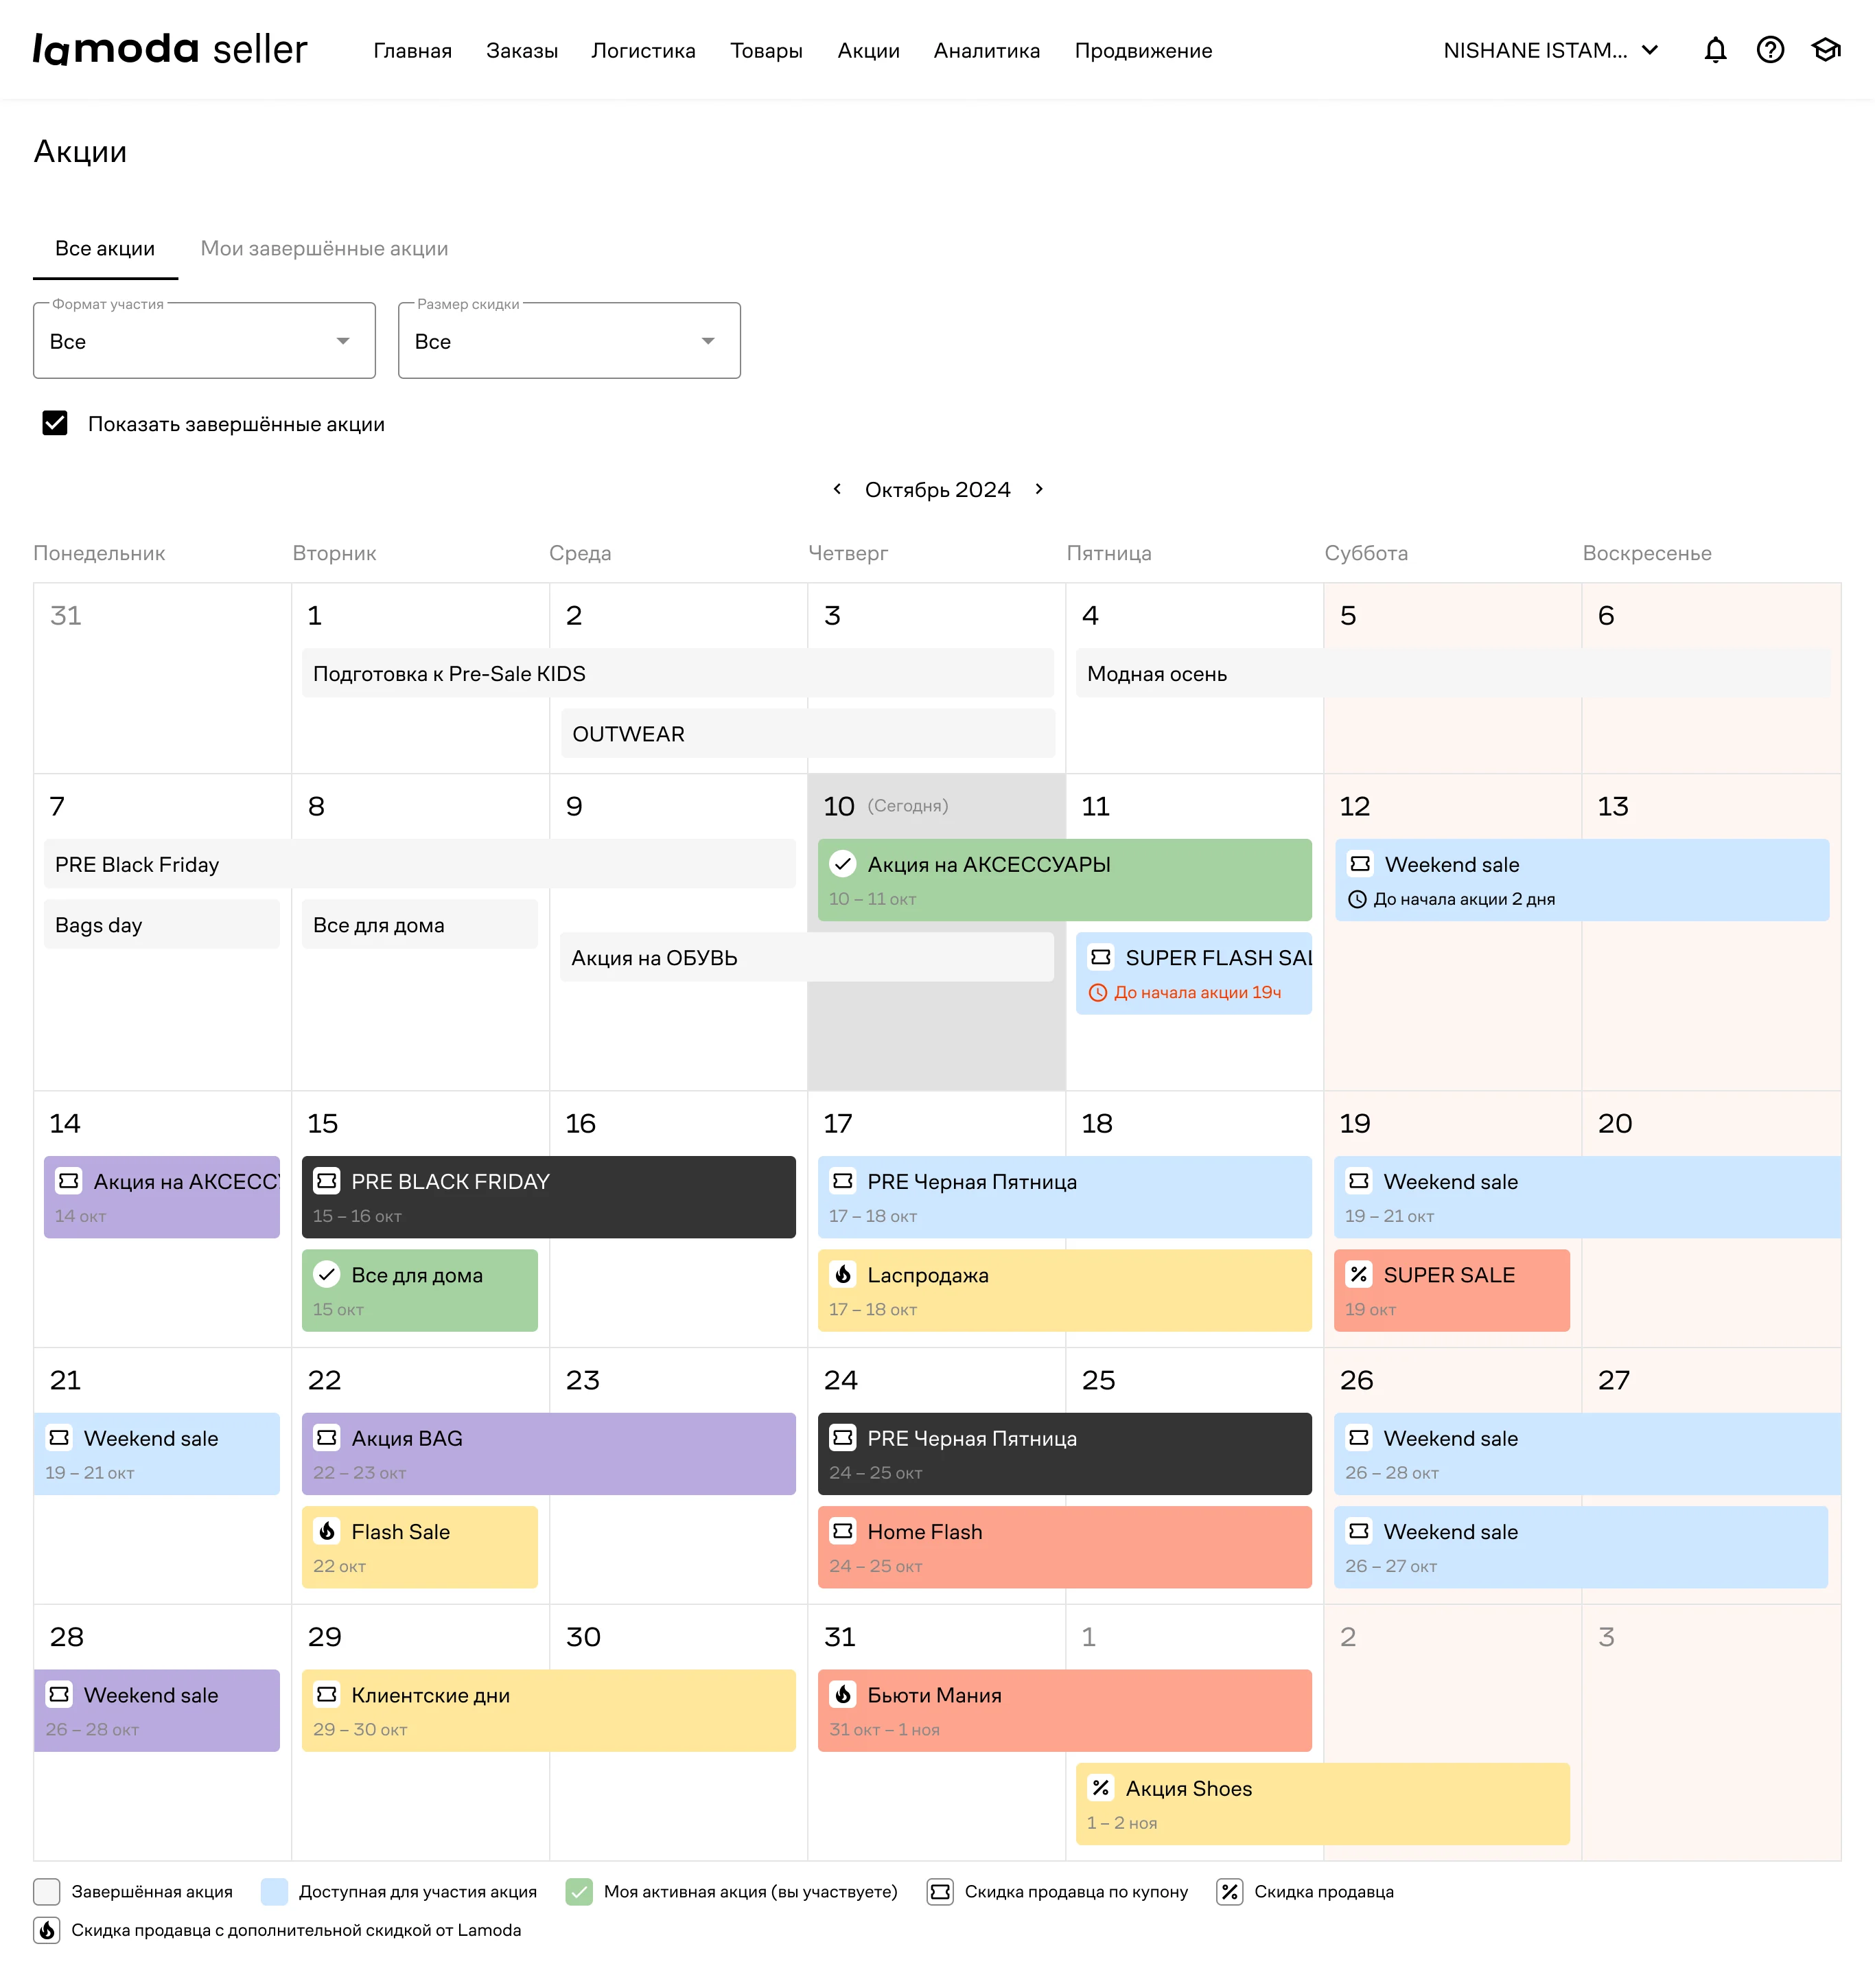 lamoda seller Главная Заказы Логистика Товары Акции Аналитика Продвижение NISHANE ISTAM...
Акции
Все акции Мои завершённые акции
Формат участия Размер скидки
Все Все
Показать завершённые акции
Октябрь 2024
Понедельник Вторник Среда Четверг Пятница Суббота Воскресенье
31 1 2 3 4 5 6
Подготовка к Pre-Sale KIDS Модная осень
OUTWEAR
7 8 9 10 (Сегодня) 11 12 13
PRE Black Friday Акция на АКСЕССУАРЫ Weekend sale
10 – 11 окт До начала акции 2 дня
Bags day Все для дома
Акция на ОБУВЬ SUPER FLASH SAL
До начала акции 19ч
14 15 16 17 18 19 20
Акция на АКСЕСС PRE BLACK FRIDAY PRE Черная Пятница Weekend sale
14 окт 15 – 16 окт 17 – 18 окт 19 – 21 окт
Все для дома Laспродажа SUPER SALE
15 окт 17 – 18 окт 19 окт
21 22 23 24 25 26 27
Weekend sale Акция BAG PRE Черная Пятница Weekend sale
19 – 21 окт 22 – 23 окт 24 – 25 окт 26 – 28 окт
Flash Sale Home Flash Weekend sale
22 окт 24 – 25 окт 26 – 27 окт
28 29 30 31 1 2 3
Weekend sale Клиентские дни Бьюти Мания
26 – 28 окт 29 – 30 окт 31 окт – 1 ноя
Акция Shoes
1 – 2 ноя
Завершённая акция Доступная для участия акция Моя активная акция (вы участвуете) Скидка продавца по купону Скидка продавца
Скидка продавца с дополнительной скидкой от Lamoda